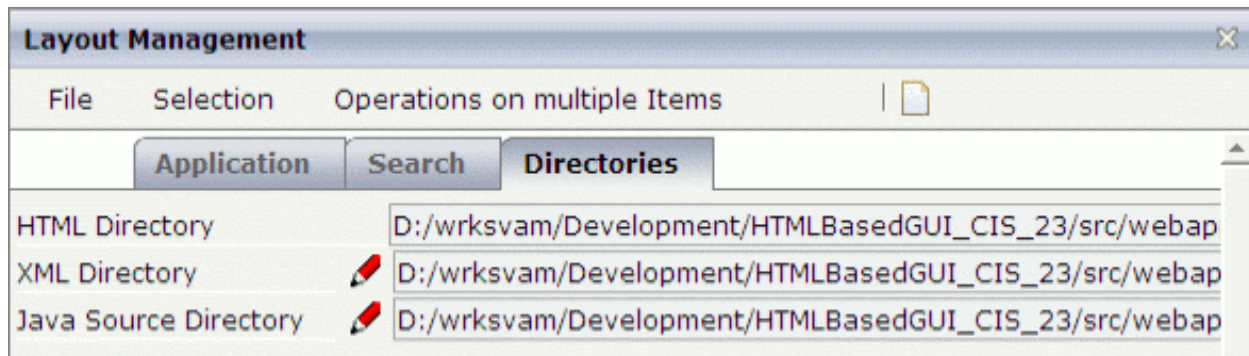 Layout Management
File Selection Operations on multiple Items
Application Search Directories
HTML Directory D:/wrksvam/Development/HTMLBasedGUI_CIS_23/src/webap
XML Directory D:/wrksvam/Development/HTMLBasedGUI_CIS_23/src/webap
Java Source Directory D:/wrksvam/Development/HTMLBasedGUI_CIS_23/src/webap